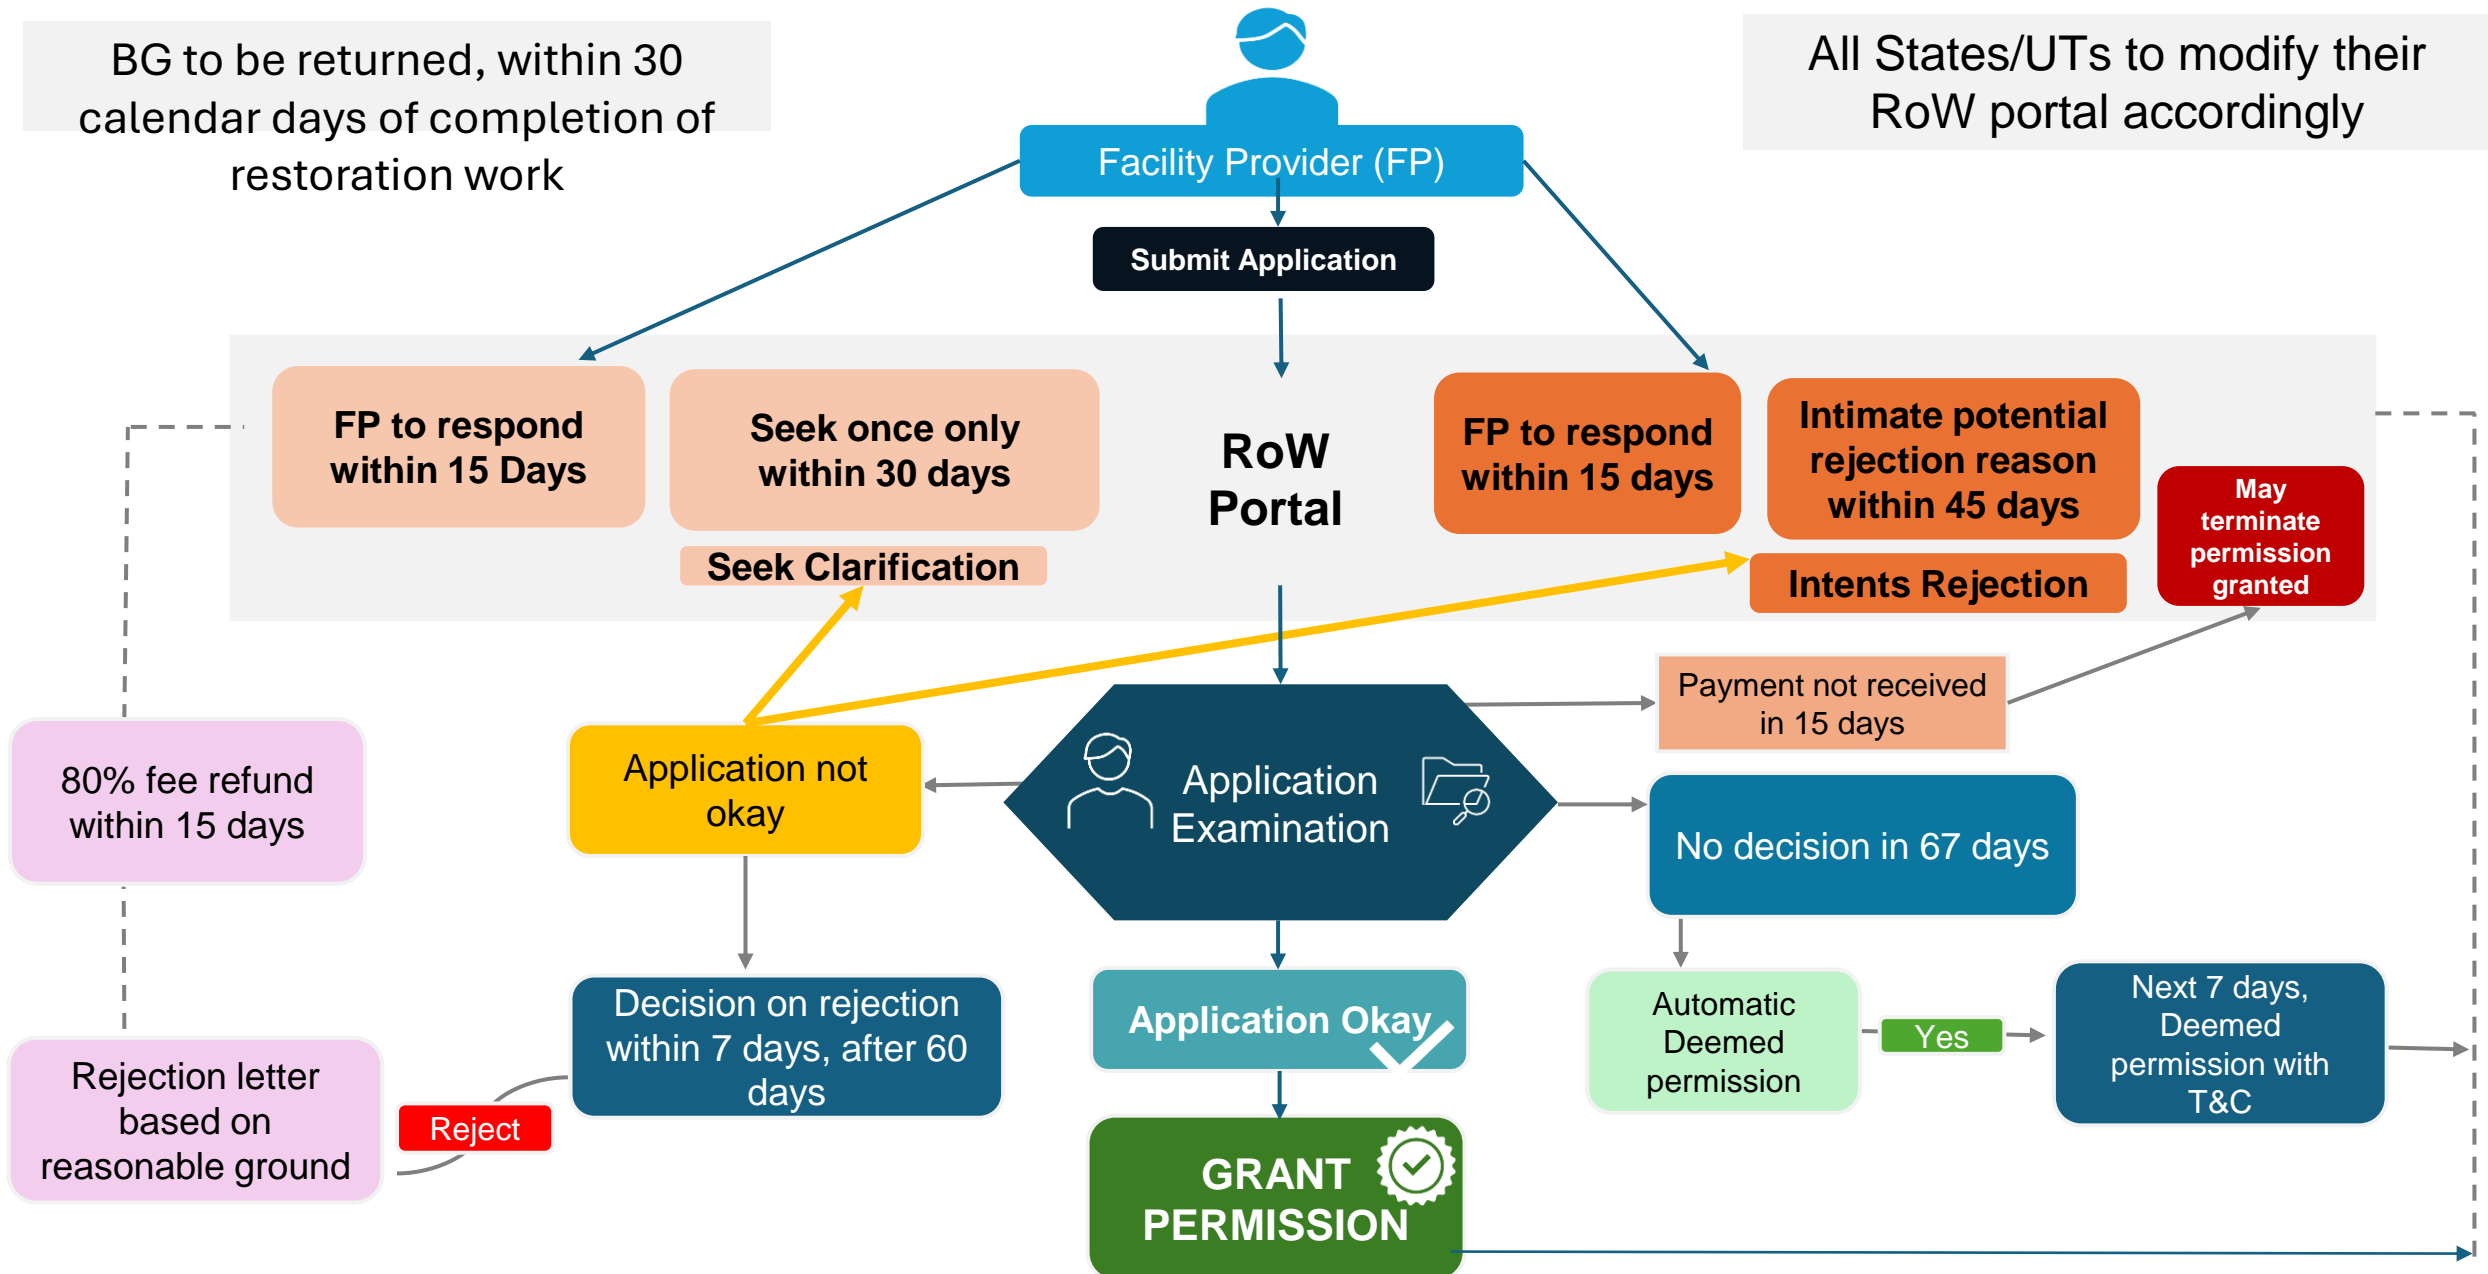 BG to be returned, within 30
calendar days of completion of
restoration work
Facility Provider (FP)
All States/UTs to modify their
RoW portal accordingly
Submit Application
FP to respond
within 15 Days
Seek once only
within 30 days
Seek Clarification
RoW
Portal
FP to respond
within 15 days
Intimate potential
rejection reason
within 45 days
Intents Rejection
May
terminate
permission
granted
Payment not received
in 15 days
80% fee refund
within 15 days
Application not
okay
Application
Examination
No decision in 67 days
Rejection letter
based on
reasonable ground
Reject
Decision on rejection
within 7 days, after 60
days
Application Okay
GRANT
PERMISSION
Automatic
Deemed
permission
Yes
Next 7 days,
Deemed
permission with
T&C